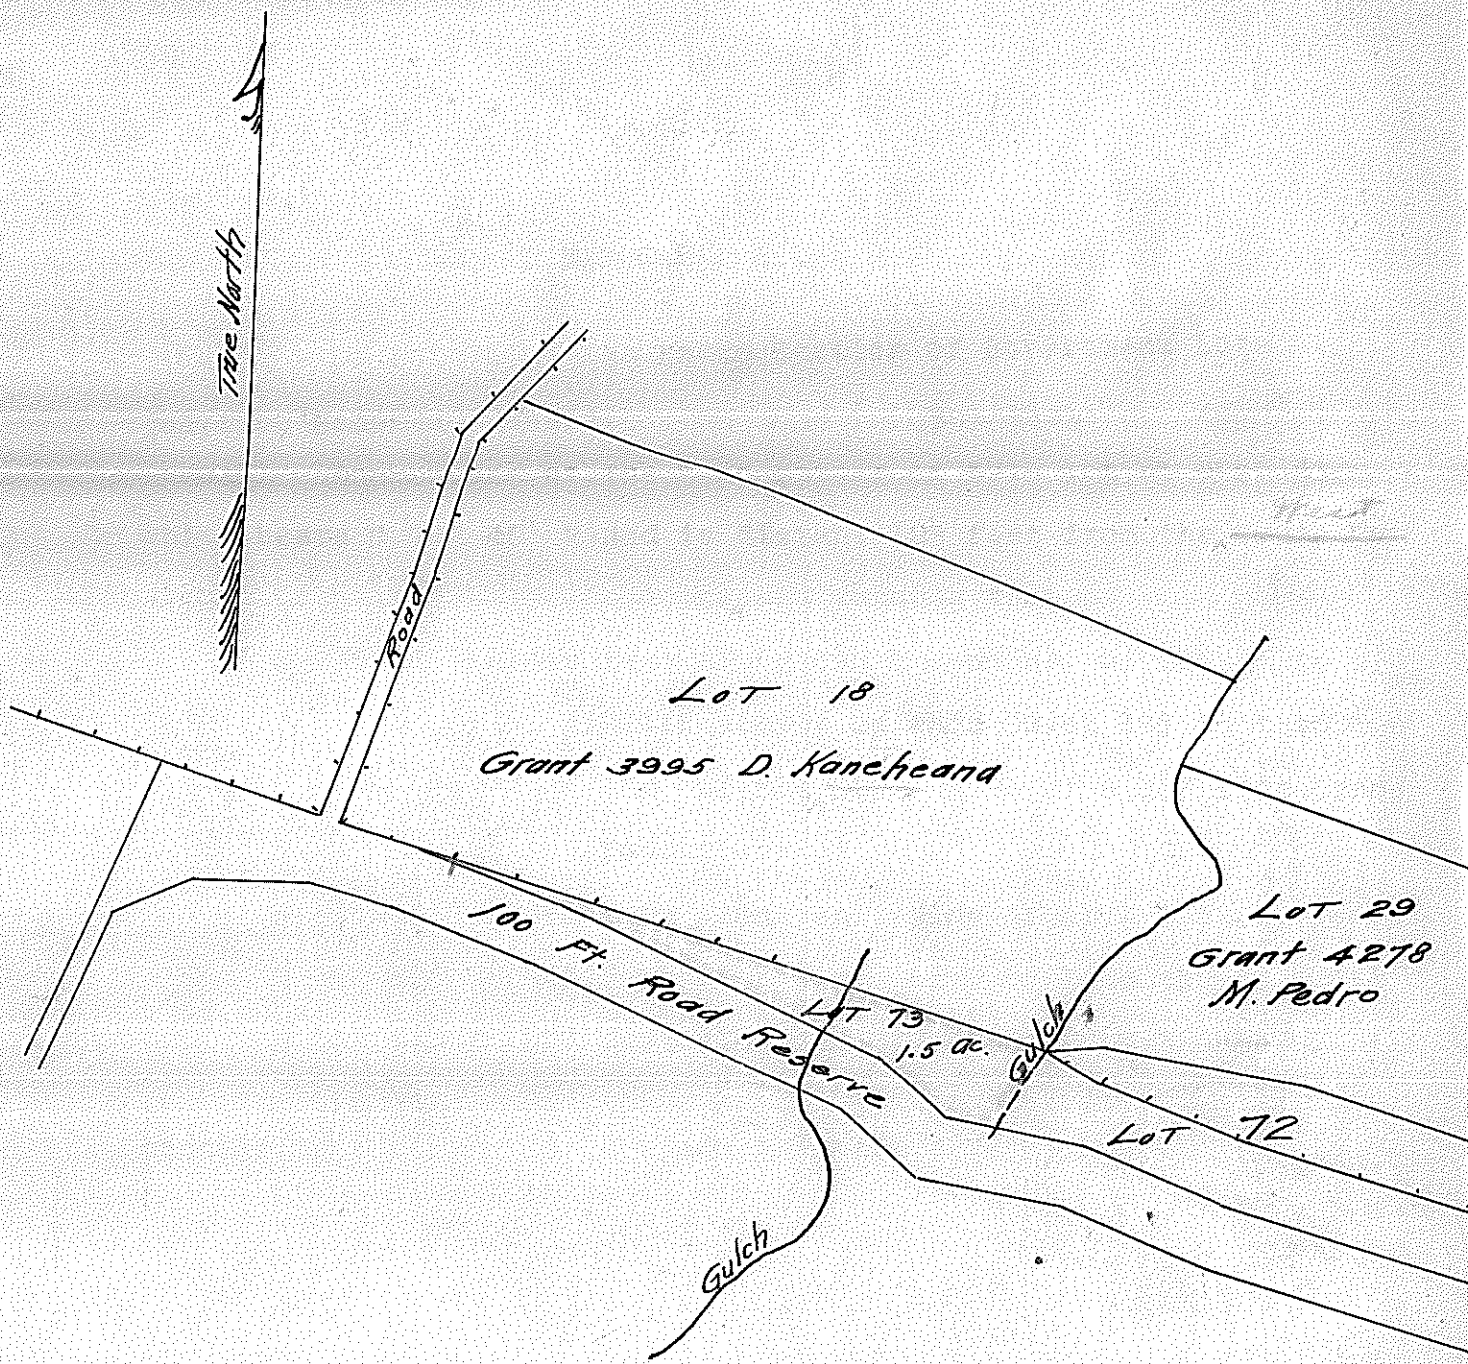 True North
Road
LOT 18
Grant 3995 D. Kaneheana
LOT 29
Grant 4278
M. Pedro
100 Ft. Road Reserve
LOT 73
1.5 ac.
Gulch
LOT 72
Gulch